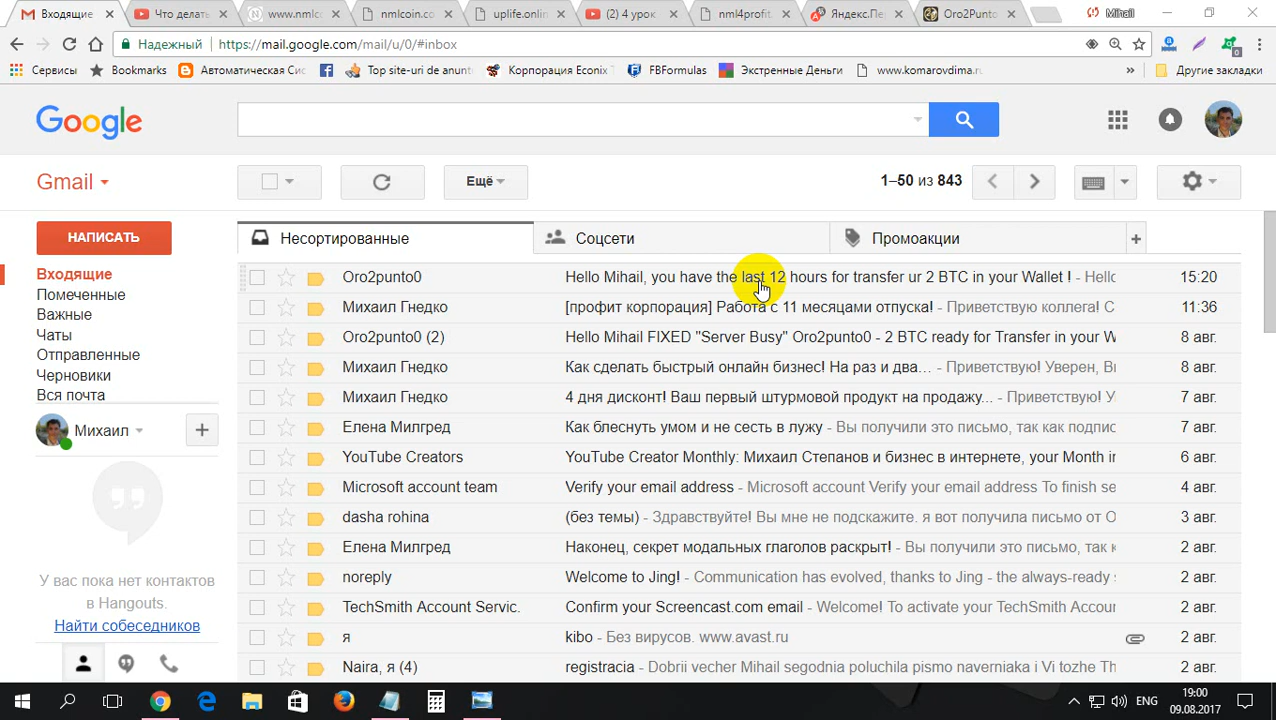 Входящие
Что делать
www.nmlc
nmlcoin.co
uplife.onlin
(2) 4 урок
nml4profit.
Яндекс.Пе
Oro2Punto
Mihail
Надежный
https://mail.google.com/mail/u/0/#inbox
Сервисы
Bookmarks
Автоматическая Сис
Top site-uri de anunt
Корпорация Econix
FBFormulas
Экстренные Деньги
www.komarovdima.ru
»
Другие закладки
Google
Gmail
Ещё
1–50 из 843
НАПИСАТЬ
Несортированные
Соцсети
Промоакции
+
Входящие
Помеченные
Важные
Чаты
Отправленные
Черновики
Вся почта
Михаил
+
У вас пока нет контактов
в Hangouts.
Найти собеседников
Oro2punto0 Hello Mihail, you have the last 12 hours for transfer ur 2 BTC in your Wallet ! - Hello 15:20
Михаил Гнедко [профит корпорация] Работа с 11 месяцами отпуска! - Приветствую коллега! С 11:36
Oro2punto0 (2) Hello Mihail FIXED "Server Busy" Oro2punto0 - 2 BTC ready for Transfer in your W 8 авг.
Михаил Гнедко Как сделать быстрый онлайн бизнес! На раз и два... - Приветствую! Уверен, Вы 8 авг.
Михаил Гнедко 4 дня дисконт! Ваш первый штурмовой продукт на продажу... - Приветствую! У 7 авг.
Елена Милгред Как блеснуть умом и не сесть в лужу - Вы получили это письмо, так как подпис 7 авг.
YouTube Creators YouTube Creator Monthly: Михаил Степанов и бизнес в интернете, your Month in 6 авг.
Microsoft account team Verify your email address - Microsoft account Verify your email address To finish se 4 авг.
dasha rohina (без темы) - Здравствуйте! Вы мне не подскажите. я вот получила письмо от О 3 авг.
Елена Милгред Наконец, секрет модальных глаголов раскрыт! - Вы получили это письмо, так к 2 авг.
noreply Welcome to Jing! - Communication has evolved, thanks to Jing - the always-ready s 2 авг.
TechSmith Account Servic. Confirm your Screencast.com email - Welcome! To activate your TechSmith Accoun 2 авг.
я kibo - Без вирусов. www.avast.ru 2 авг.
Naira, я (4) registracia - Dobrii vecher Mihail segodnia poluchila pismo naverniaka i Vi tozhe Th 2 авг.
ENG
19:00
09.08.2017